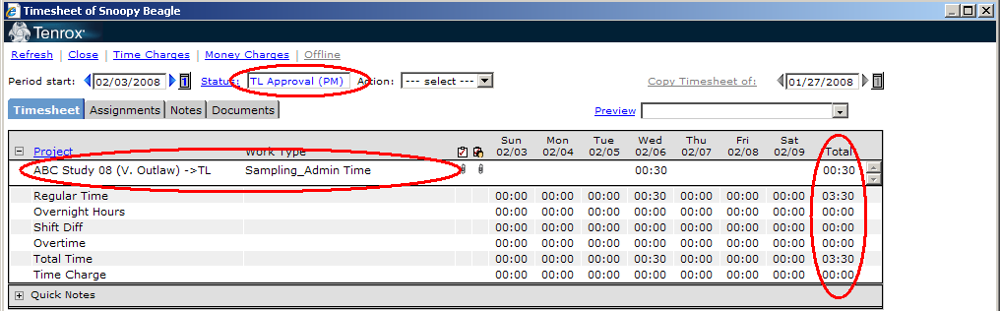 Timesheet of Snoopy Beagle
Tenrox
Refresh | Close | Time Charges | Money Charges | Offline
Period start: 02/03/2008 1 Status: TL Approval (PM) Action: --- select --- Copy Timesheet of: 01/27/2008 1
Timesheet Assignments Notes Documents Preview
Sun Mon Tue Wed Thu Fri Sat
Project Work Type 02/03 02/04 02/05 02/06 02/07 02/08 02/09 Total
ABC Study 08 (V. Outlaw) ->TL Sampling_Admin Time 00:30 00:30
Regular Time 00:00 00:00 00:00 00:30 00:00 00:00 00:00 03:30
Overnight Hours 00:00 00:00 00:00 00:00 00:00 00:00 00:00 00:00
Shift Diff 00:00 00:00 00:00 00:00 00:00 00:00 00:00 00:00
Overtime 00:00 00:00 00:00 00:00 00:00 00:00 00:00 00:00
Total Time 00:00 00:00 00:00 00:30 00:00 00:00 00:00 03:30
Time Charge 00:00 00:00 00:00 00:00 00:00 00:00 00:00 00:00
Quick Notes